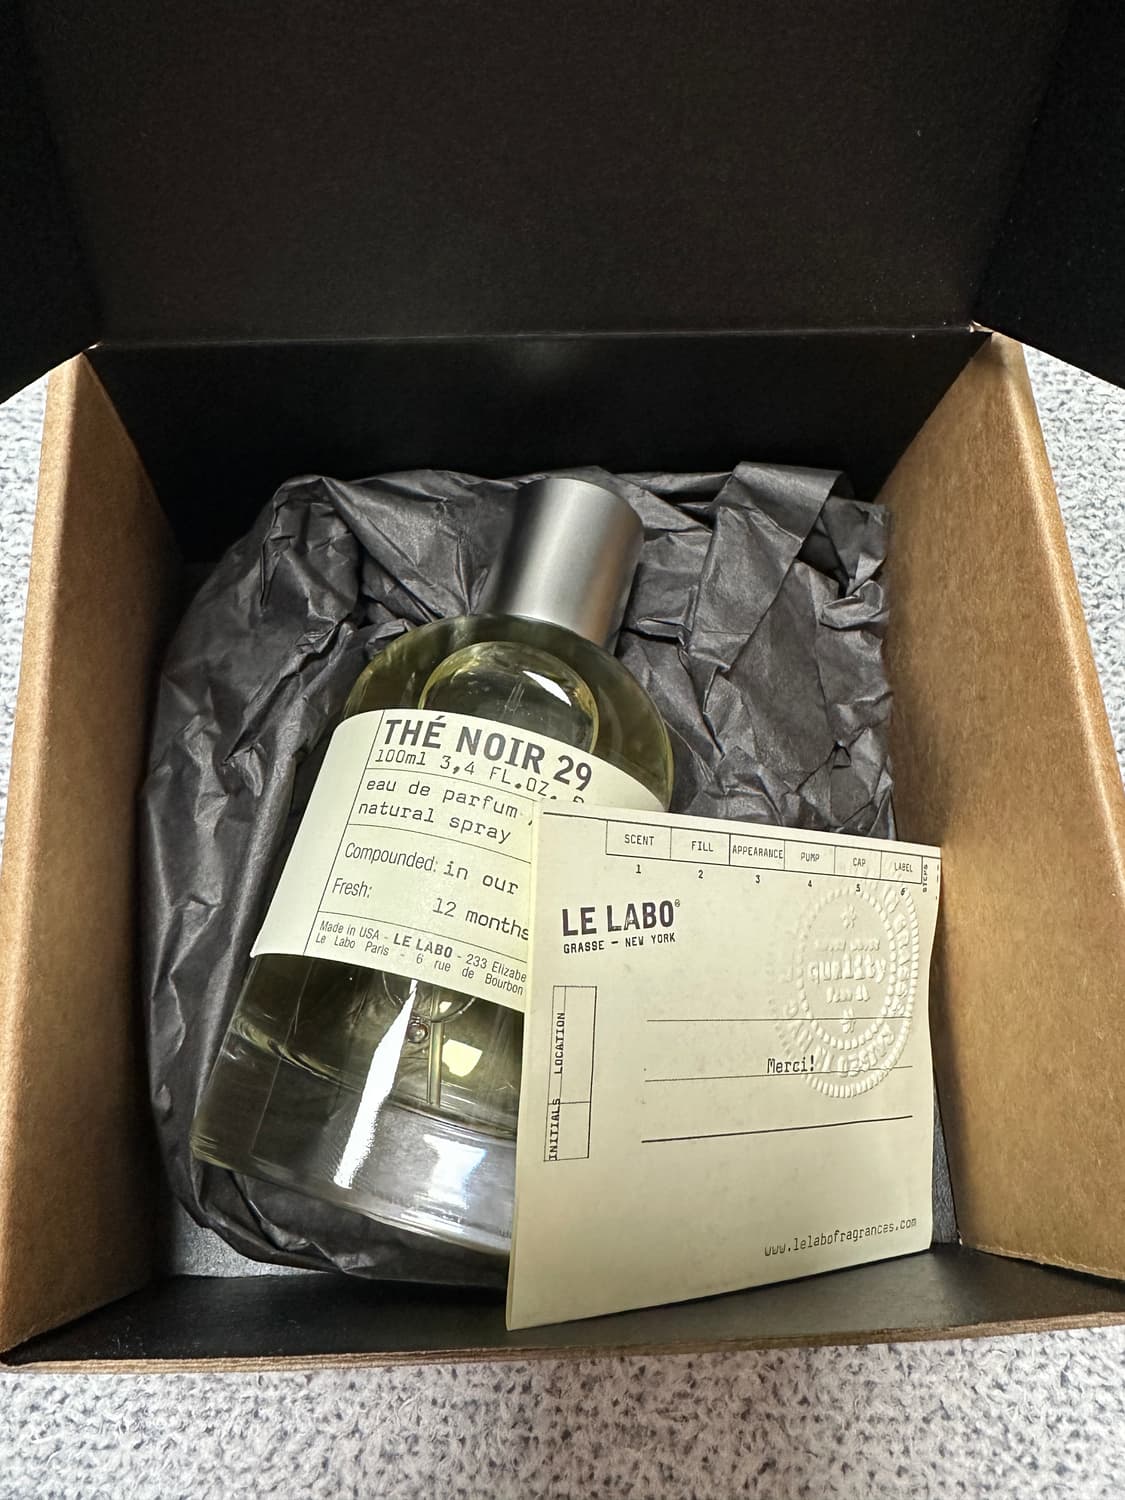 THÉ NOIR 29
100ml 3,4 FL.OZ.
eau de parfum
natural spray
Compounded: in our
Fresh: 12 months
Made in USA - LE LABO - 233 Elizabe
Le Labo Paris - 6 rue de Bourbon
SCENT FILL APPEARANCE PUMP CAP LABEL STEPS
1 2 3 4 5 6
LE LABO®
GRASSE - NEW YORK
LOCATION
INITIALS
quality
Merci!
www.lelabofragrances.com